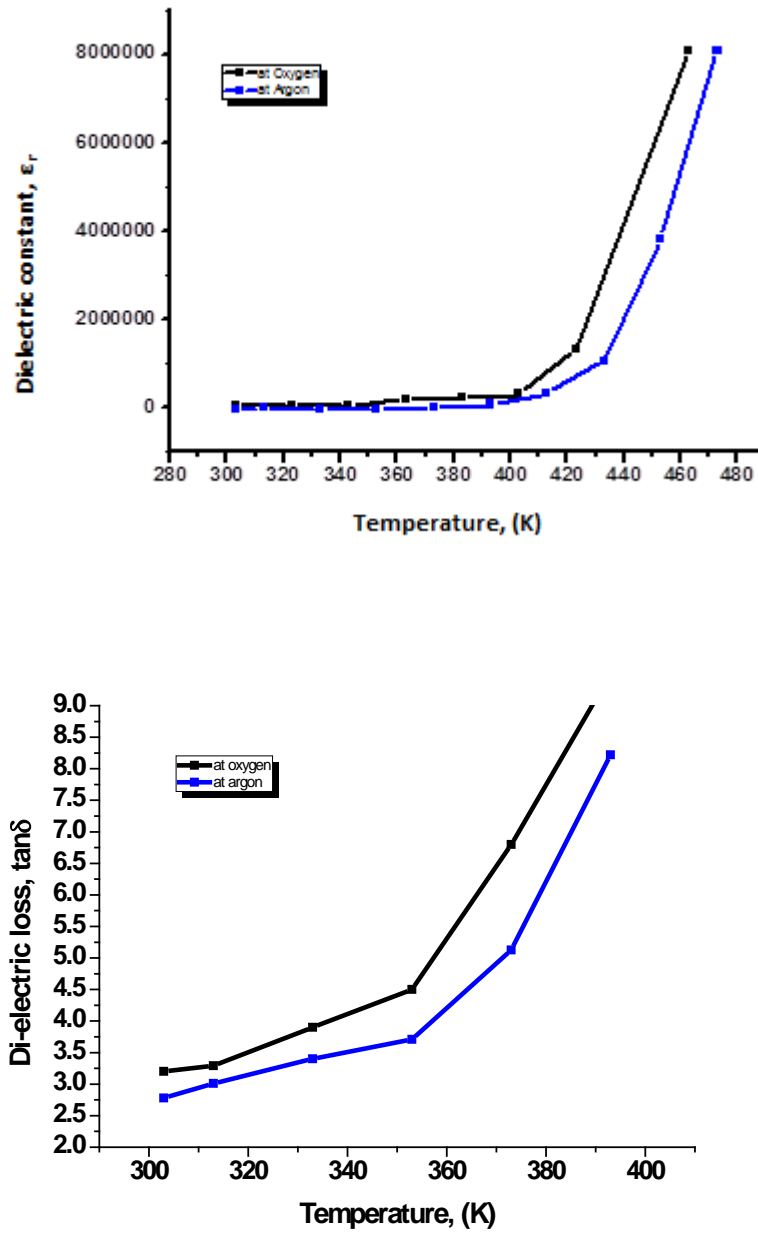 8000000
6000000
4000000
2000000
0
Dielectric constant, εr
at Oxygen
at Argon
280 300 320 340 360 380 400 420 440 460 480
Temperature, (K)
9.0
8.5
8.0
7.5
7.0
6.5
6.0
5.5
5.0
4.5
4.0
3.5
3.0
2.5
2.0
Di-electric loss, tanδ
at oxygen
at argon
300 320 340 360 380 400
Temperature, (K)